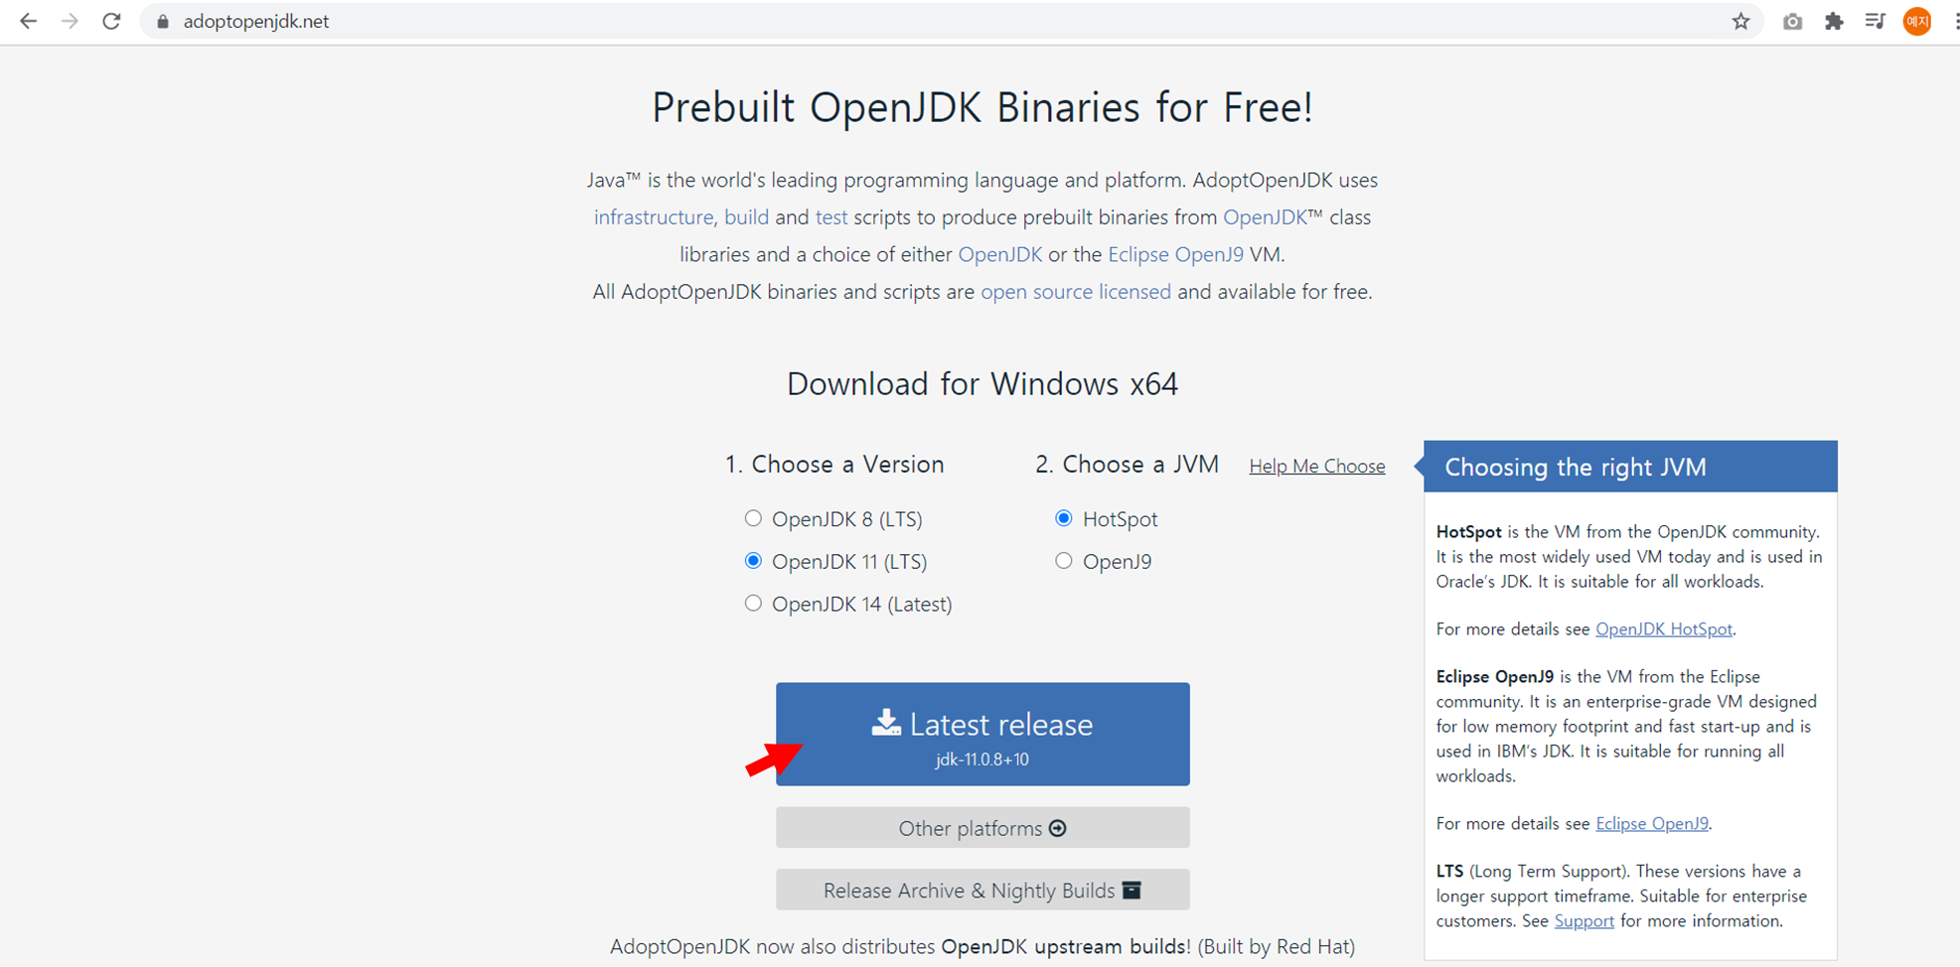 adoptopenjdk.net
예지
Prebuilt OpenJDK Binaries for Free!
Java™ is the world's leading programming language and platform. AdoptOpenJDK uses
infrastructure, build and test scripts to produce prebuilt binaries from OpenJDK™ class
libraries and a choice of either OpenJDK or the Eclipse OpenJ9 VM.
All AdoptOpenJDK binaries and scripts are open source licensed and available for free.
Download for Windows x64
1. Choose a Version
OpenJDK 8 (LTS)
OpenJDK 11 (LTS)
OpenJDK 14 (Latest)
2. Choose a JVM
Help Me Choose
HotSpot
OpenJ9
Latest release
jdk-11.0.8+10
Other platforms
Release Archive & Nightly Builds
AdoptOpenJDK now also distributes OpenJDK upstream builds! (Built by Red Hat)
Choosing the right JVM
HotSpot is the VM from the OpenJDK community.
It is the most widely used VM today and is used in
Oracle's JDK. It is suitable for all workloads.
For more details see OpenJDK HotSpot.
Eclipse OpenJ9 is the VM from the Eclipse
community. It is an enterprise-grade VM designed
for low memory footprint and fast start-up and is
used in IBM's JDK. It is suitable for running all
workloads.
For more details see Eclipse OpenJ9.
LTS (Long Term Support). These versions have a
longer support timeframe. Suitable for enterprise
customers. See Support for more information.